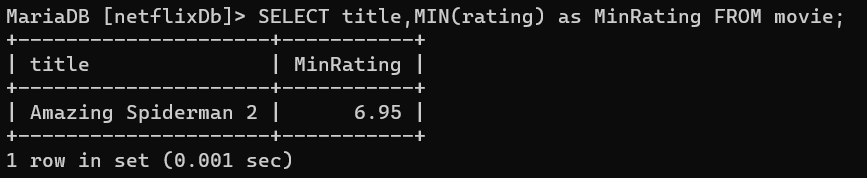 MariaDB [netflixDb]> SELECT title,MIN(rating) as MinRating FROM movie;
+---------------------+-----------+
| title               | MinRating |
+---------------------+-----------+
| Amazing Spiderman 2 |      6.95 |
+---------------------+-----------+
1 row in set (0.001 sec)